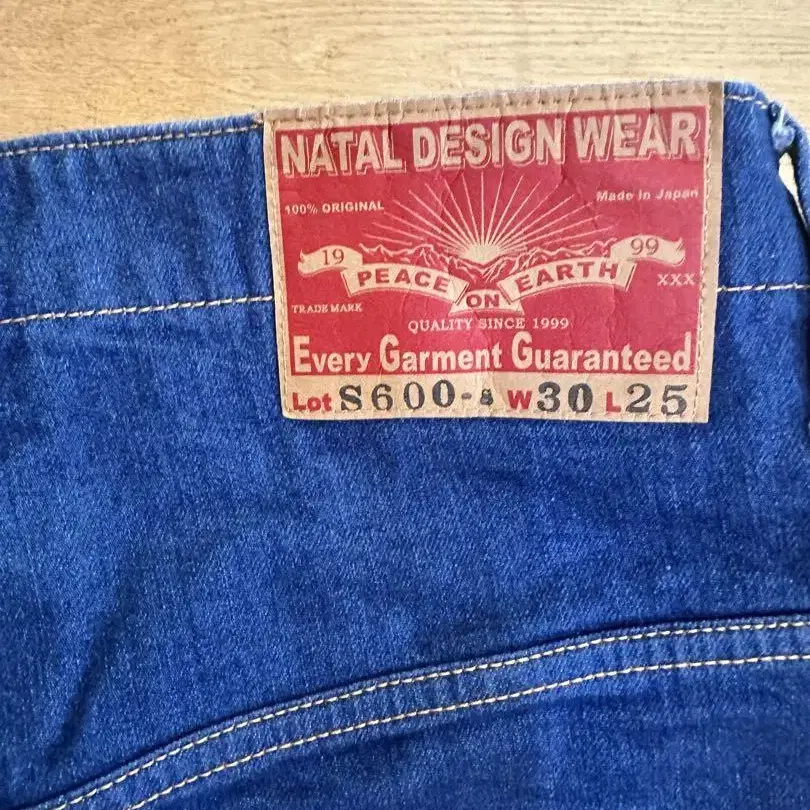 NATAL DESIGN WEAR
100% ORIGINAL
Made in Japan
19 99
PEACE ON EARTH
XXX
TRADE MARK
QUALITY SINCE 1999
Every Garment Guaranteed
Lot S600-s W30 L25